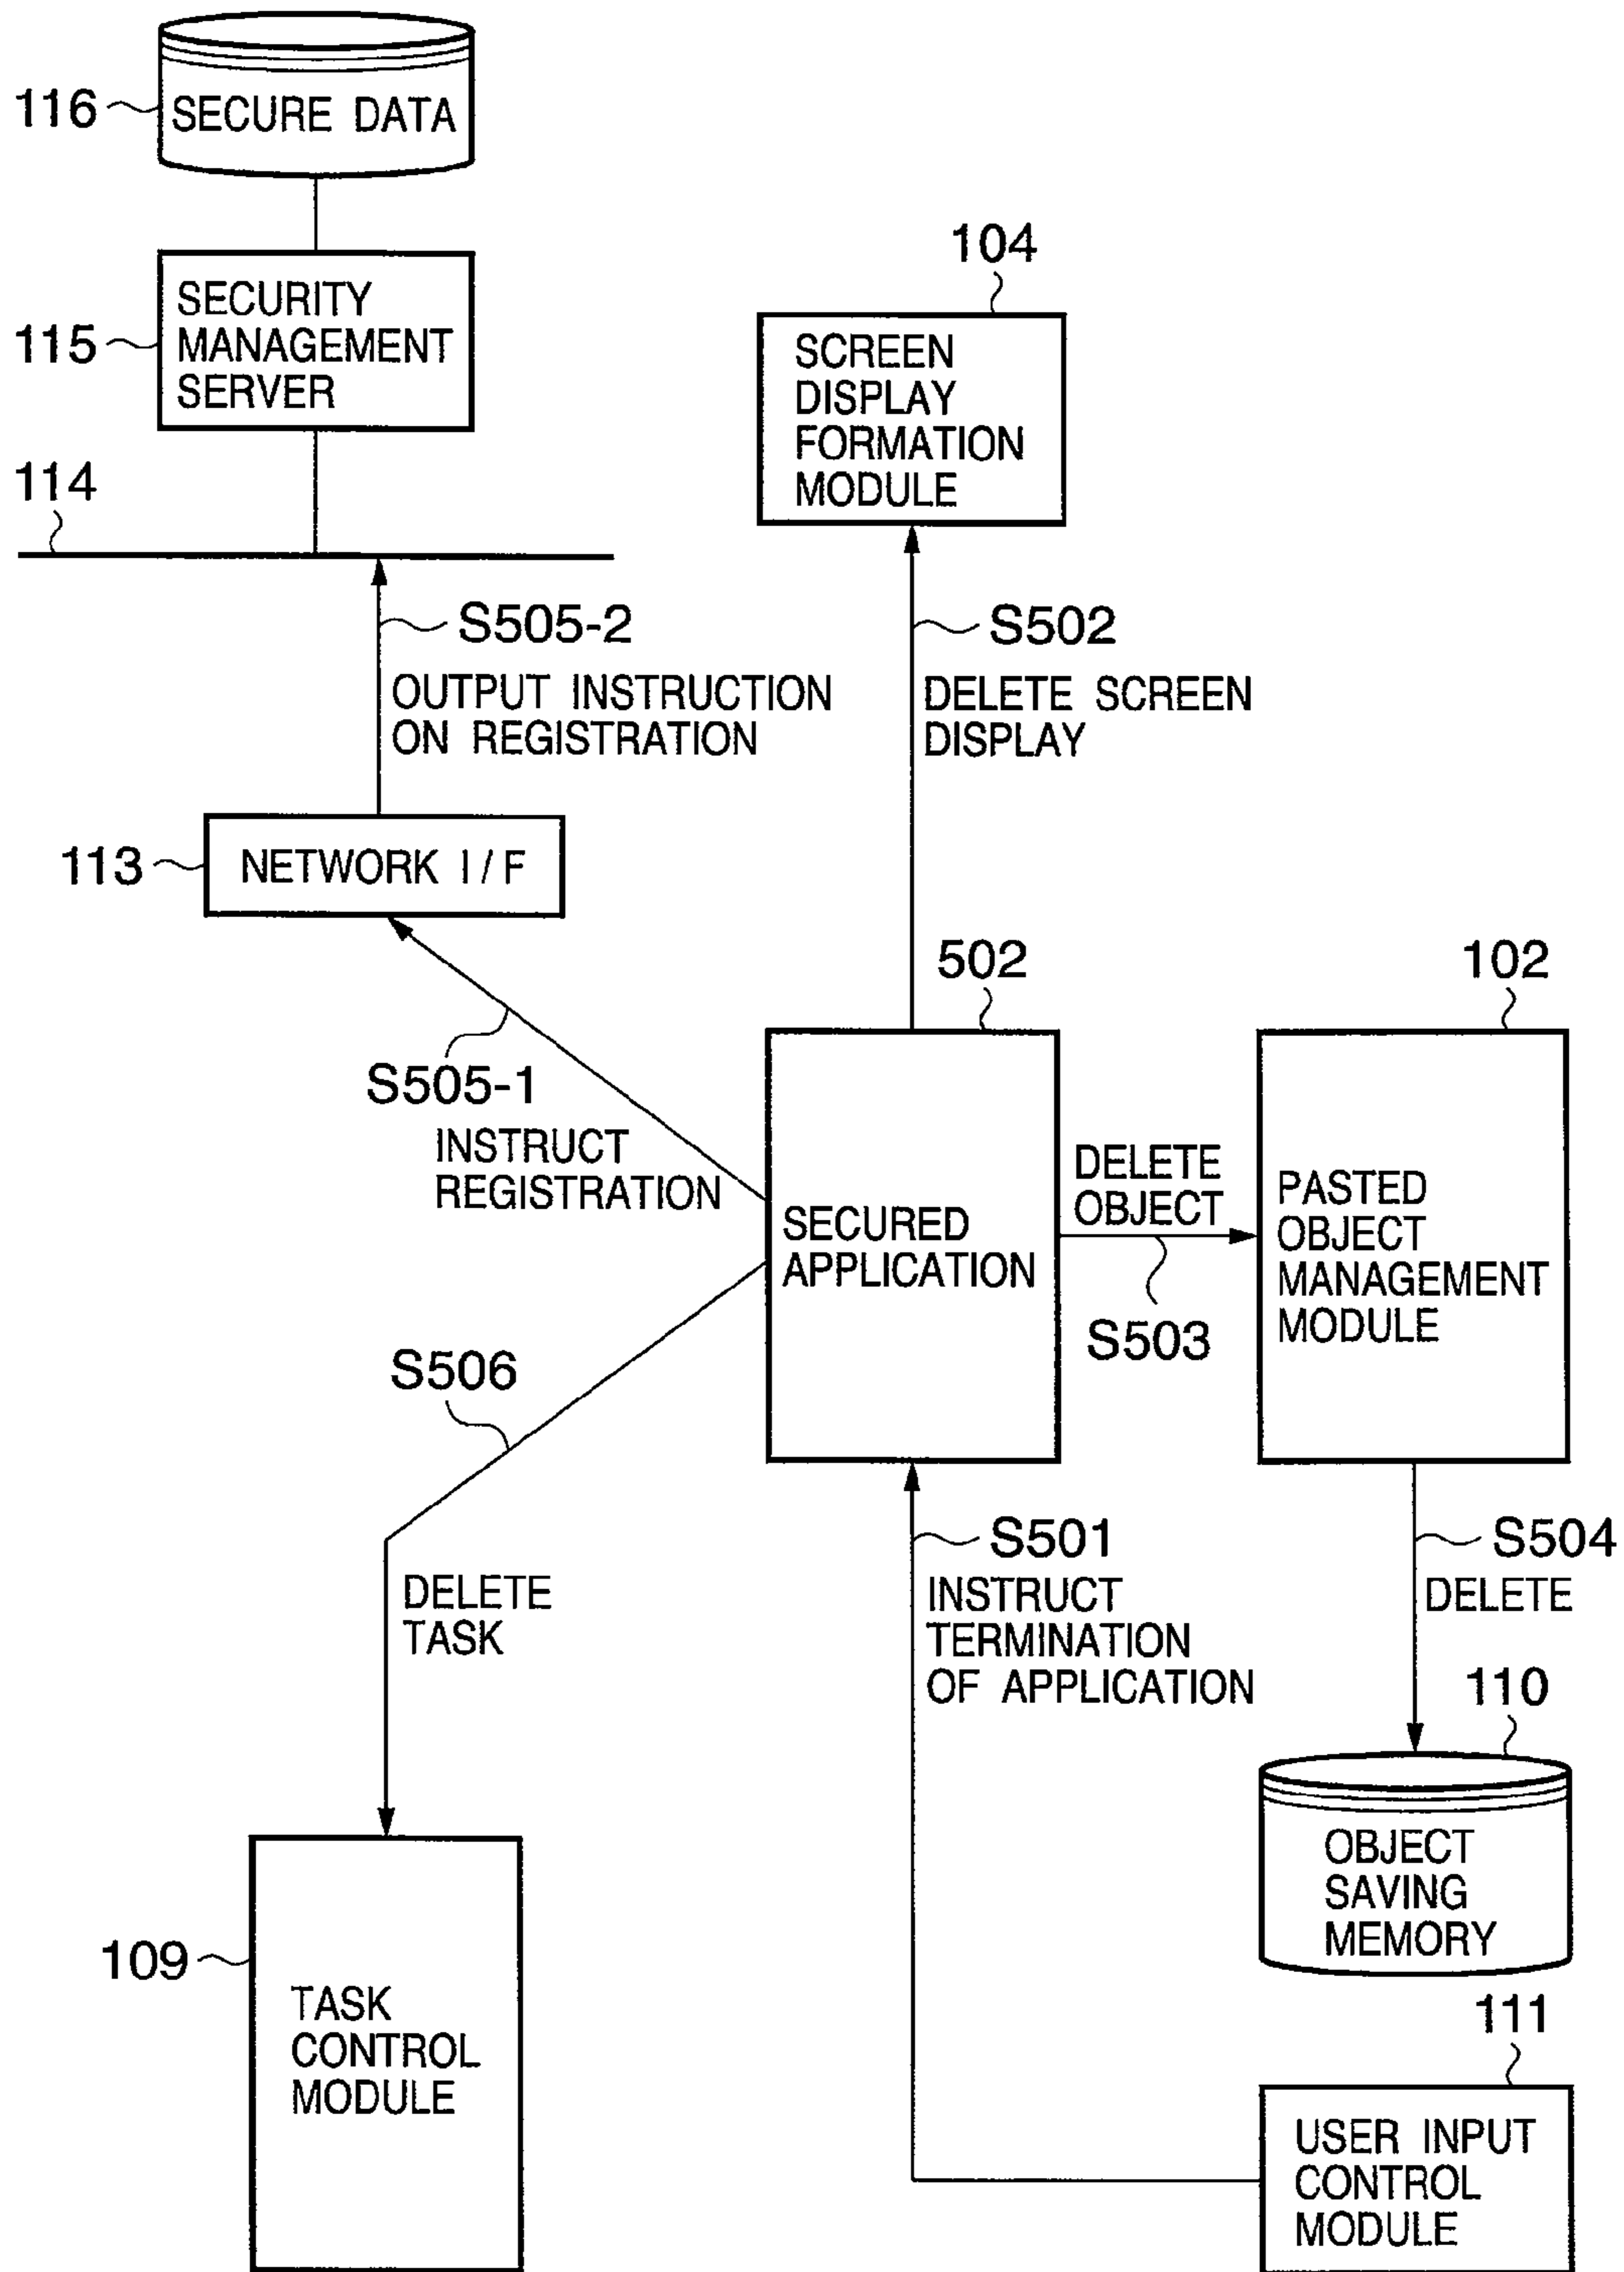 116
SECURE DATA
115
SECURITY
MANAGEMENT
SERVER
114
104
SCREEN
DISPLAY
FORMATION
MODULE
S505-2
OUTPUT INSTRUCTION
ON REGISTRATION
S502
DELETE SCREEN
DISPLAY
113
NETWORK I/F
502
102
S505-1
INSTRUCT
REGISTRATION
SECURED
APPLICATION
DELETE
OBJECT
S503
PASTED
OBJECT
MANAGEMENT
MODULE
S506
DELETE
TASK
S501
INSTRUCT
TERMINATION
OF APPLICATION
S504
DELETE
110
OBJECT
SAVING
MEMORY
109
TASK
CONTROL
MODULE
111
USER INPUT
CONTROL
MODULE